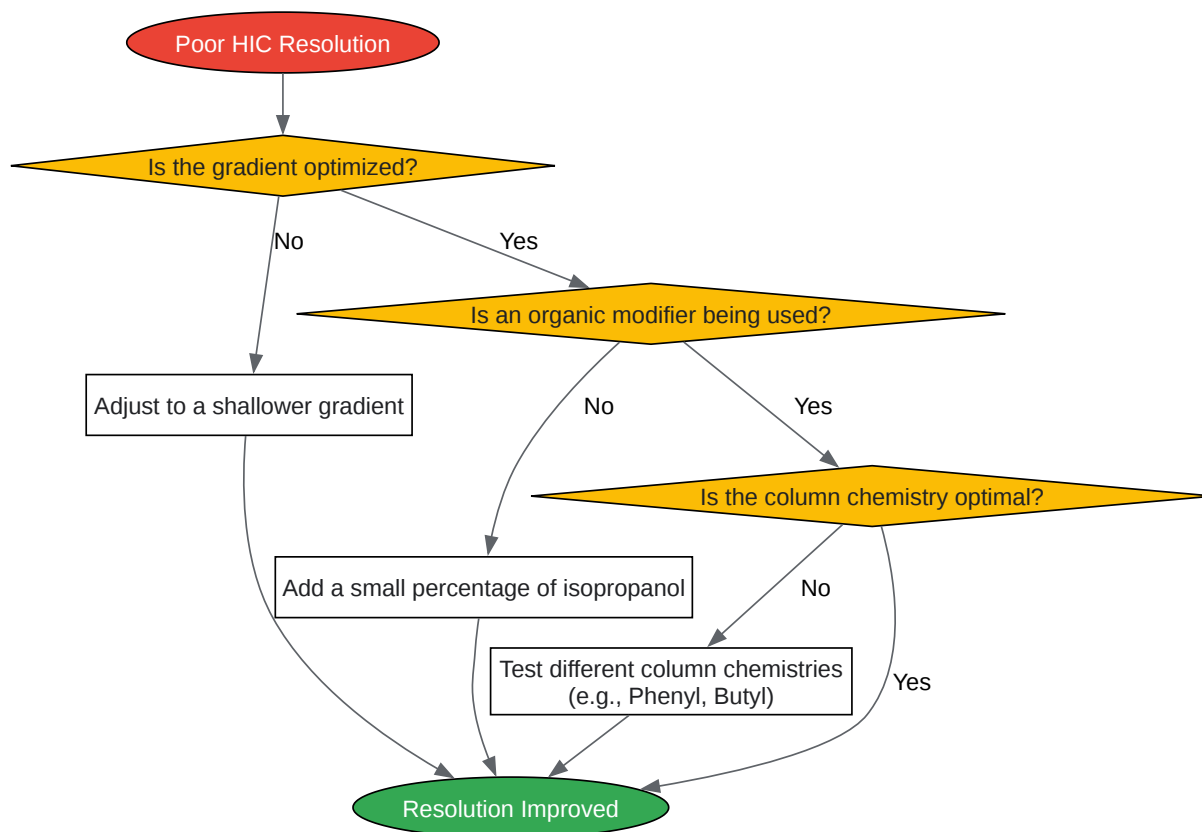 Poor HIC Resolution
Is the gradient optimized?
No
Yes
Is an organic modifier being used?
Adjust to a shallower gradient
No
Yes
Is the column chemistry optimal?
Add a small percentage of isopropanol
No
Test different column chemistries
(e.g., Phenyl, Butyl)
Yes
Resolution Improved